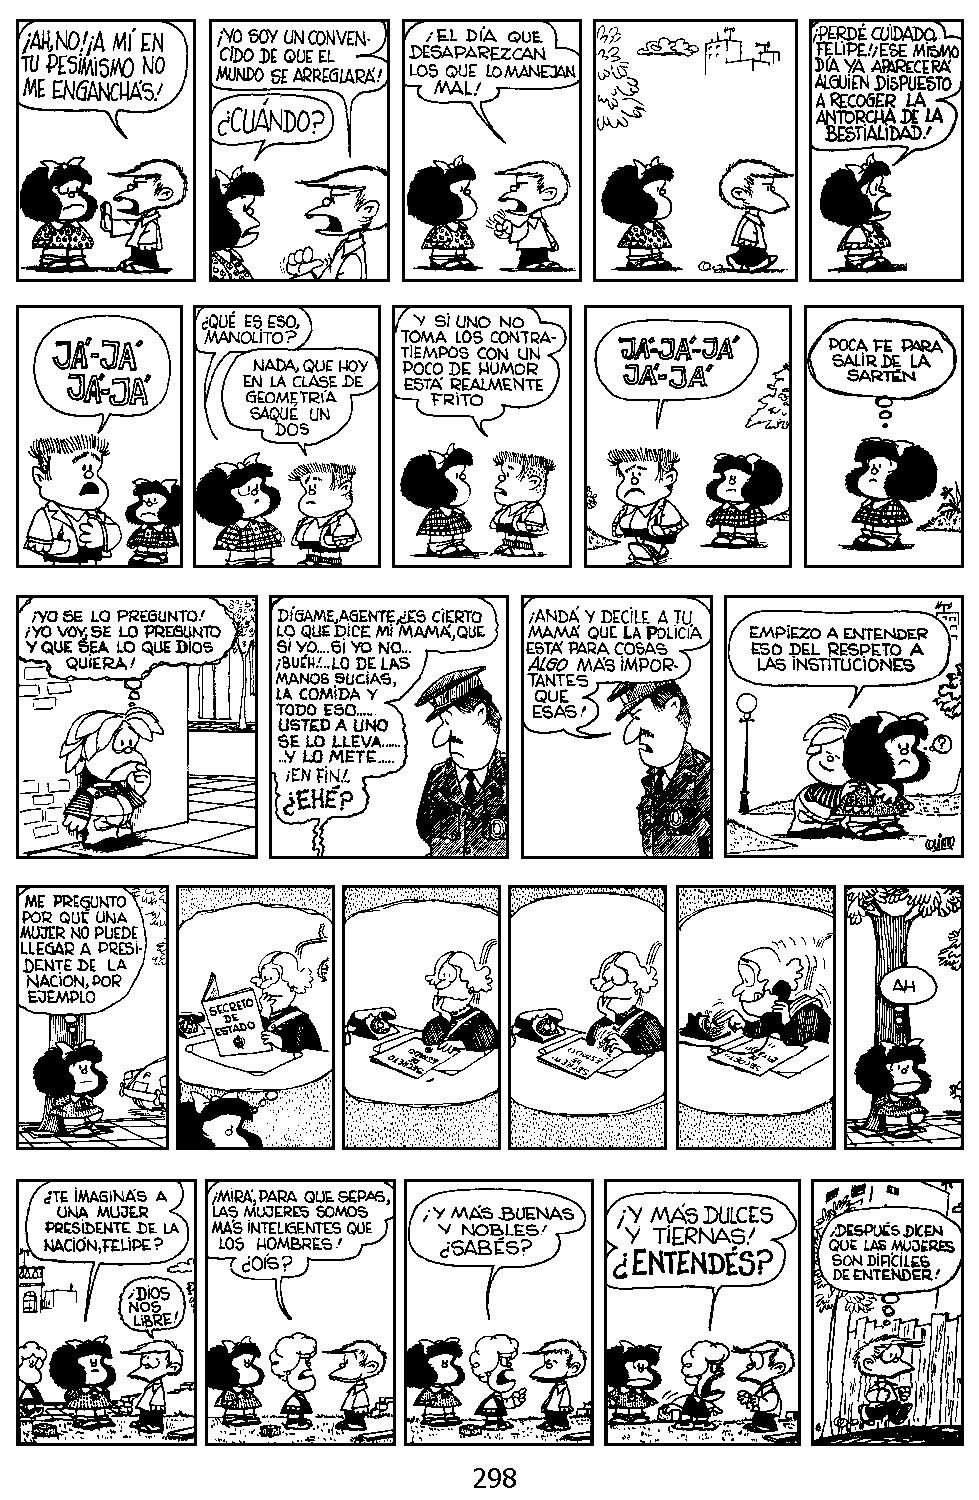 ¡AH, NO! ¡A MÍ EN
TU PESIMISMO NO
ME ENGANCHÁS!
¡YO SOY UN CONVEN-
CIDO DE QUE EL
MUNDO SE ARREGLARÁ!
¿CUÁNDO?
¡EL DÍA QUE
DESAPAREZCAN
LOS QUE LO MANEJAN
MAL!
¡PERDÉ CUIDADO,
FELIPE! ¡ESE MISMO
DÍA YA APARECERÁ
ALGUIEN DISPUESTO
A RECOGER LA
ANTORCHA DE LA
BESTIALIDAD!
JÁ-JÁ
JÁ-JÁ
¿QUÉ ES ESO,
MANOLITO?
NADA, QUE HOY
EN LA CLASE DE
GEOMETRÍA
SAQUÉ UN
DOS
Y SI UNO NO
TOMA LOS CONTRA-
TIEMPOS CON UN
POCO DE HUMOR
ESTÁ REALMENTE
FRITO
JÁ-JÁ-JÁ
JÁ-JÁ
POCA FE PARA
SALIR DE LA
SARTÉN
¡YO SE LO PREGUNTO!
¡YO VOY, SE LO PREGUNTO
Y QUE SEA LO QUE DIOS
QUIERA!
DÍGAME, AGENTE, ¿ES CIERTO
LO QUE DICE MI MAMÁ, QUE
SI YO... SI YO NO...
¡BUÉH!... LO DE LAS
MANOS SUCIAS,
LA COMIDA Y
TODO ESO....
USTED A UNO
SE LO LLEVA......
..Y LO METE.....
¡EN FIN!.
¿EHÉ?
¡ANDÁ Y DECILE A TU
MAMÁ QUE LA POLICÍA
ESTÁ PARA COSAS
ALGO MÁS IMPOR-
TANTES
QUE
ESAS!
EMPIEZO A ENTENDER
ESO DEL RESPETO A
LAS INSTITUCIONES
?
QUINO
ME PREGUNTO
POR QUÉ UNA
MUJER NO PUEDE
LLEGAR A PRESI-
DENTE DE LA
NACIÓN, POR
EJEMPLO
SECRETO
DE
ESTADO
SECRETO
DE
ESTADO
SECRETO
DE
ESTADO
SECRETO
DE
ESTADO
AH
¿TE IMAGINÁS A
UNA MUJER
PRESIDENTE DE LA
NACIÓN, FELIPE?
¡DIOS
NOS
LIBRE!
¡MIRÁ, PARA QUE SEPAS,
LAS MUJERES SOMOS
MÁS INTELIGENTES QUE
LOS HOMBRES!
¿OÍS?
¡Y MÁS BUENAS
Y NOBLES!
¿SABÉS?
¡Y MÁS DULCES
Y TIERNAS!
¿ENTENDÉS?
¡DESPUÉS DICEN
QUE LAS MUJERES
SON DIFÍCILES
DE ENTENDER!
298